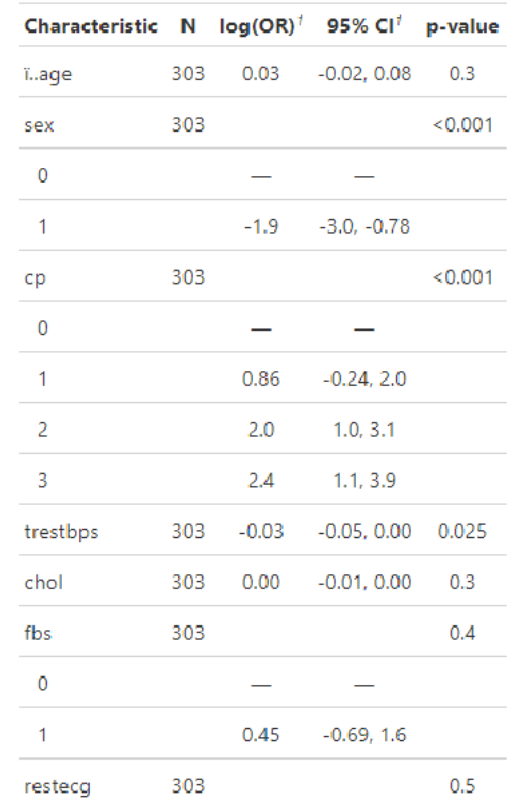 Characteristic N log(OR)¹ 95% CI¹ p-value
ï..age 303 0.03 -0.02, 0.08 0.3
sex 303 <0.001
0 — —
1 -1.9 -3.0, -0.78
cp 303 <0.001
0 — —
1 0.86 -0.24, 2.0
2 2.0 1.0, 3.1
3 2.4 1.1, 3.9
trestbps 303 -0.03 -0.05, 0.00 0.025
chol 303 0.00 -0.01, 0.00 0.3
fbs 303 0.4
0 — —
1 0.45 -0.69, 1.6
restecg 303 0.5